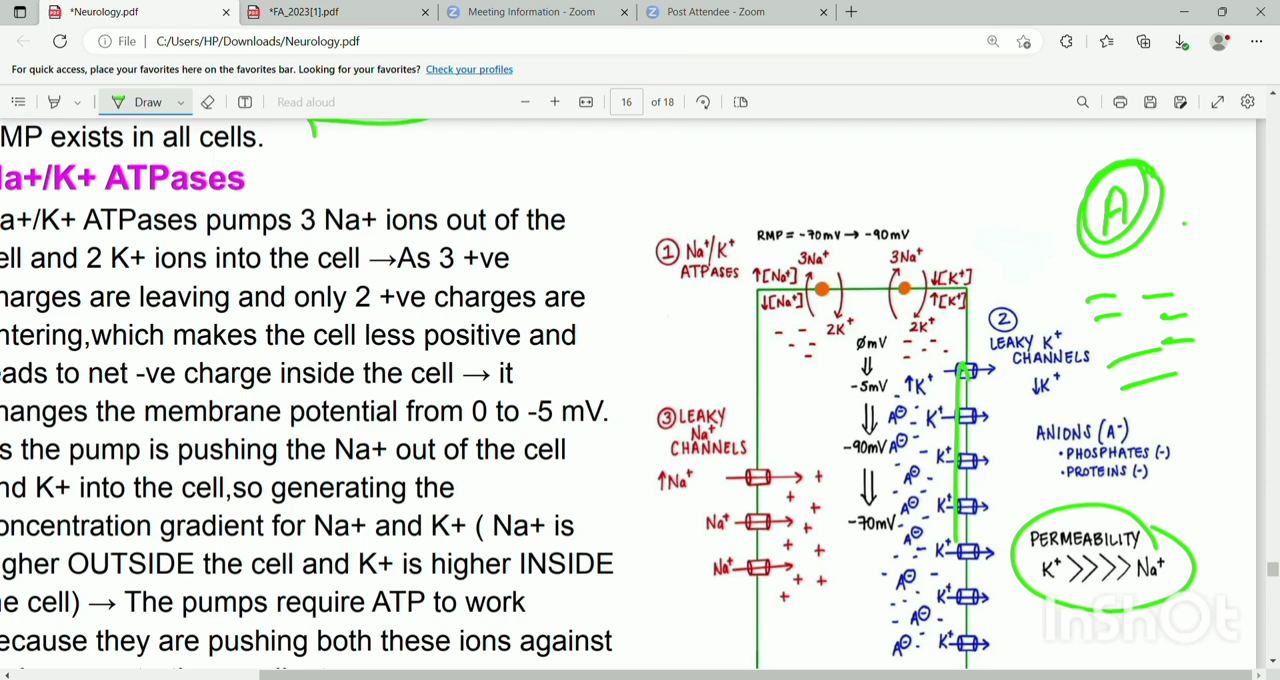 *Neurology.pdf
*FA_2023[1].pdf
Meeting Information - Zoom
Post Attendee - Zoom
File
C:/Users/HP/Downloads/Neurology.pdf
For quick access, place your favorites here on the favorites bar. Looking for your favorites? Check your profiles
Draw
Read aloud
16 of 18
MP exists in all cells.
a+/K+ ATPases
a+/K+ ATPases pumps 3 Na+ ions out of the
ell and 2 K+ ions into the cell →As 3 +ve
harges are leaving and only 2 +ve charges are
ntering,which makes the cell less positive and
eads to net -ve charge inside the cell → it
hanges the membrane potential from 0 to -5 mV.
s the pump is pushing the Na+ out of the cell
nd K+ into the cell,so generating the
oncentration gradient for Na+ and K+ ( Na+ is
gher OUTSIDE the cell and K+ is higher INSIDE
e cell) → The pumps require ATP to work
ecause they are pushing both these ions against
RMP = -70mV → -90mV
① Na⁺/K⁺
ATPASES
3Na⁺
3Na⁺
↑[Na⁺]
↓[Na⁺]
↓[K⁺]
↑[K⁺]
2K⁺
2K⁺
ømV
⇓
-5mV
⇓
-90mV
⇓
-70mV
②
LEAKY K⁺
CHANNELS
↓K⁺
↑K⁺
A⊖ K⁺
A⊖ K⁺
A⊖
A⊖ K⁺
A⊖ K⁺
A⊖ K⁺
A⊖
A⊖ K⁺
③ LEAKY
Na⁺
CHANNELS
↑Na⁺
Na⁺
Na⁺
ANIONS (A⁻)
• PHOSPHATES (-)
• PROTEINS (-)
PERMEABILITY
K⁺ >>>> Na⁺
A
InShOt